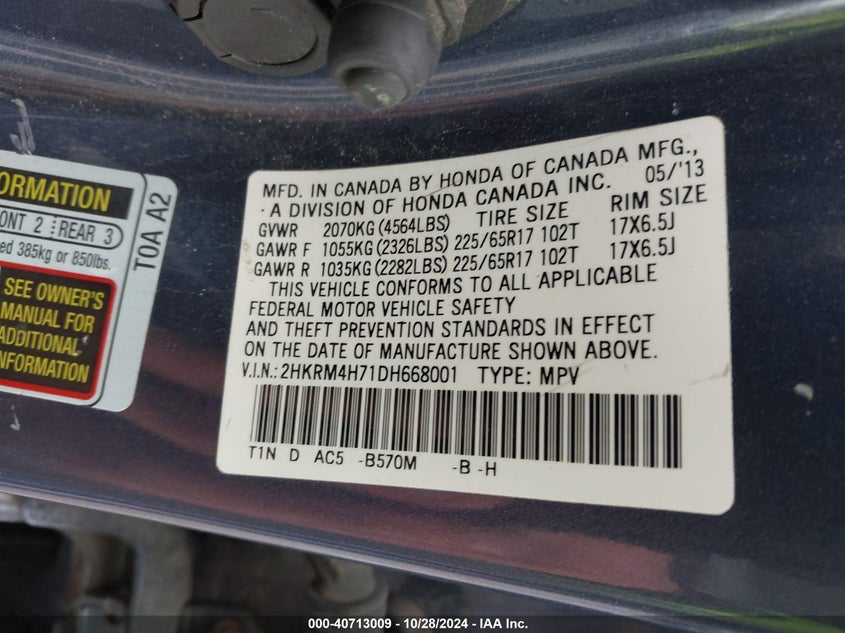 ORMATION
ONT 2 REAR 3
ed 385kg or 850lbs.
SEE OWNER'S
MANUAL FOR
ADDITIONAL
INFORMATION
T0A A2
MFD. IN CANADA BY HONDA OF CANADA MFG.,
· A DIVISION OF HONDA CANADA INC. 05/'13
GVWR 2070KG (4564LBS) TIRE SIZE RIM SIZE
GAWR F 1055KG (2326LBS) 225/65R17 102T 17X6.5J
GAWR R 1035KG (2282LBS) 225/65R17 102T 17X6.5J
THIS VEHICLE CONFORMS TO ALL APPLICABLE
FEDERAL MOTOR VEHICLE SAFETY
AND THEFT PREVENTION STANDARDS IN EFFECT
ON THE DATE OF MANUFACTURE SHOWN ABOVE.
V.I.N.: 2HKRM4H71DH668001 TYPE: MPV
T1N D AC5 -B570M -B -H
000-40713009 - 10/28/2024 - IAA Inc.